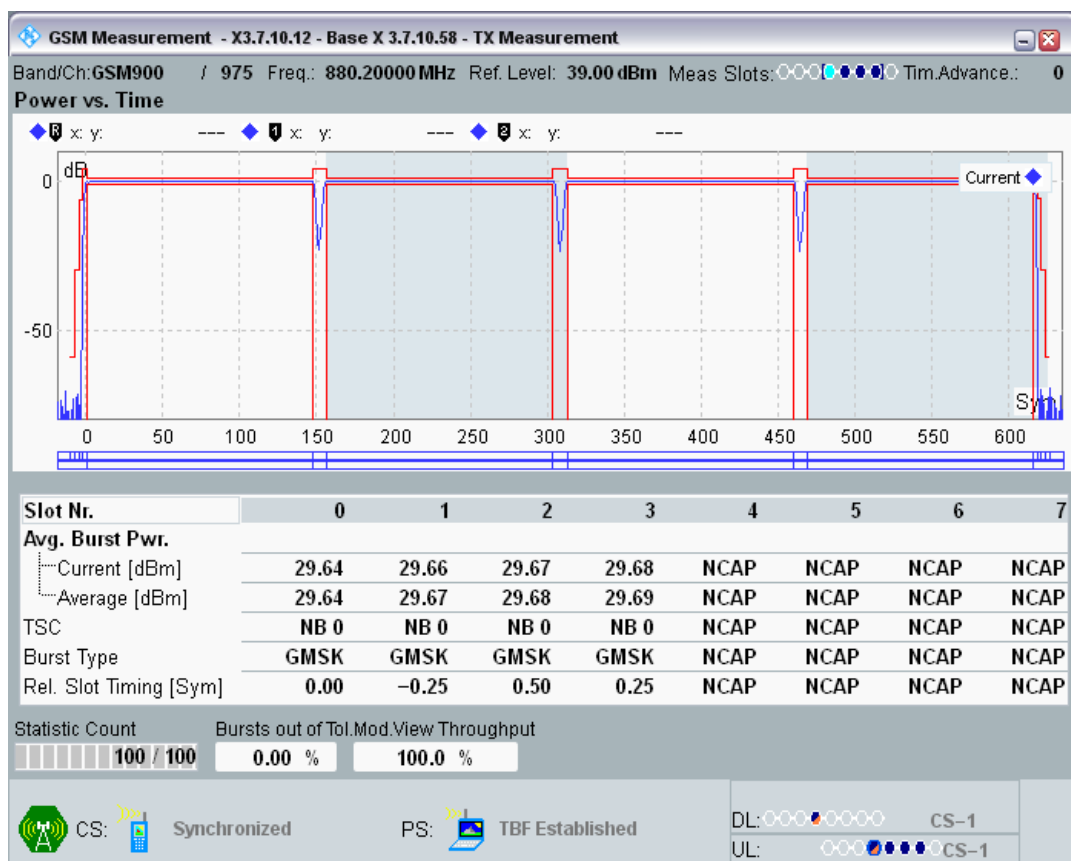 GSM Measurement - X3.7.10.12 - Base X 3.7.10.58 - TX Measurement
Band/Ch:GSM900 / 975 Freq.: 880.20000 MHz Ref. Level: 39.00 dBm Meas Slots: Tim.Advance.: 0
Power vs. Time
R x: y: --- 1 x: y: --- 2 x: y: ---
dB
Current
0
-50
Sym
0 50 100 150 200 250 300 350 400 450 500 550 600
Slot Nr. 0 1 2 3 4 5 6 7
Avg. Burst Pwr.
Current [dBm] 29.64 29.66 29.67 29.68 NCAP NCAP NCAP NCAP
Average [dBm] 29.64 29.67 29.68 29.69 NCAP NCAP NCAP NCAP
TSC NB 0 NB 0 NB 0 NB 0 NCAP NCAP NCAP NCAP
Burst Type GMSK GMSK GMSK GMSK NCAP NCAP NCAP NCAP
Rel. Slot Timing [Sym] 0.00 −0.25 0.50 0.25 NCAP NCAP NCAP NCAP
Statistic Count Bursts out of Tol.Mod.View Throughput
100 / 100 0.00 % 100.0 %
CS: Synchronized PS: TBF Established
DL: CS−1
UL: CS−1